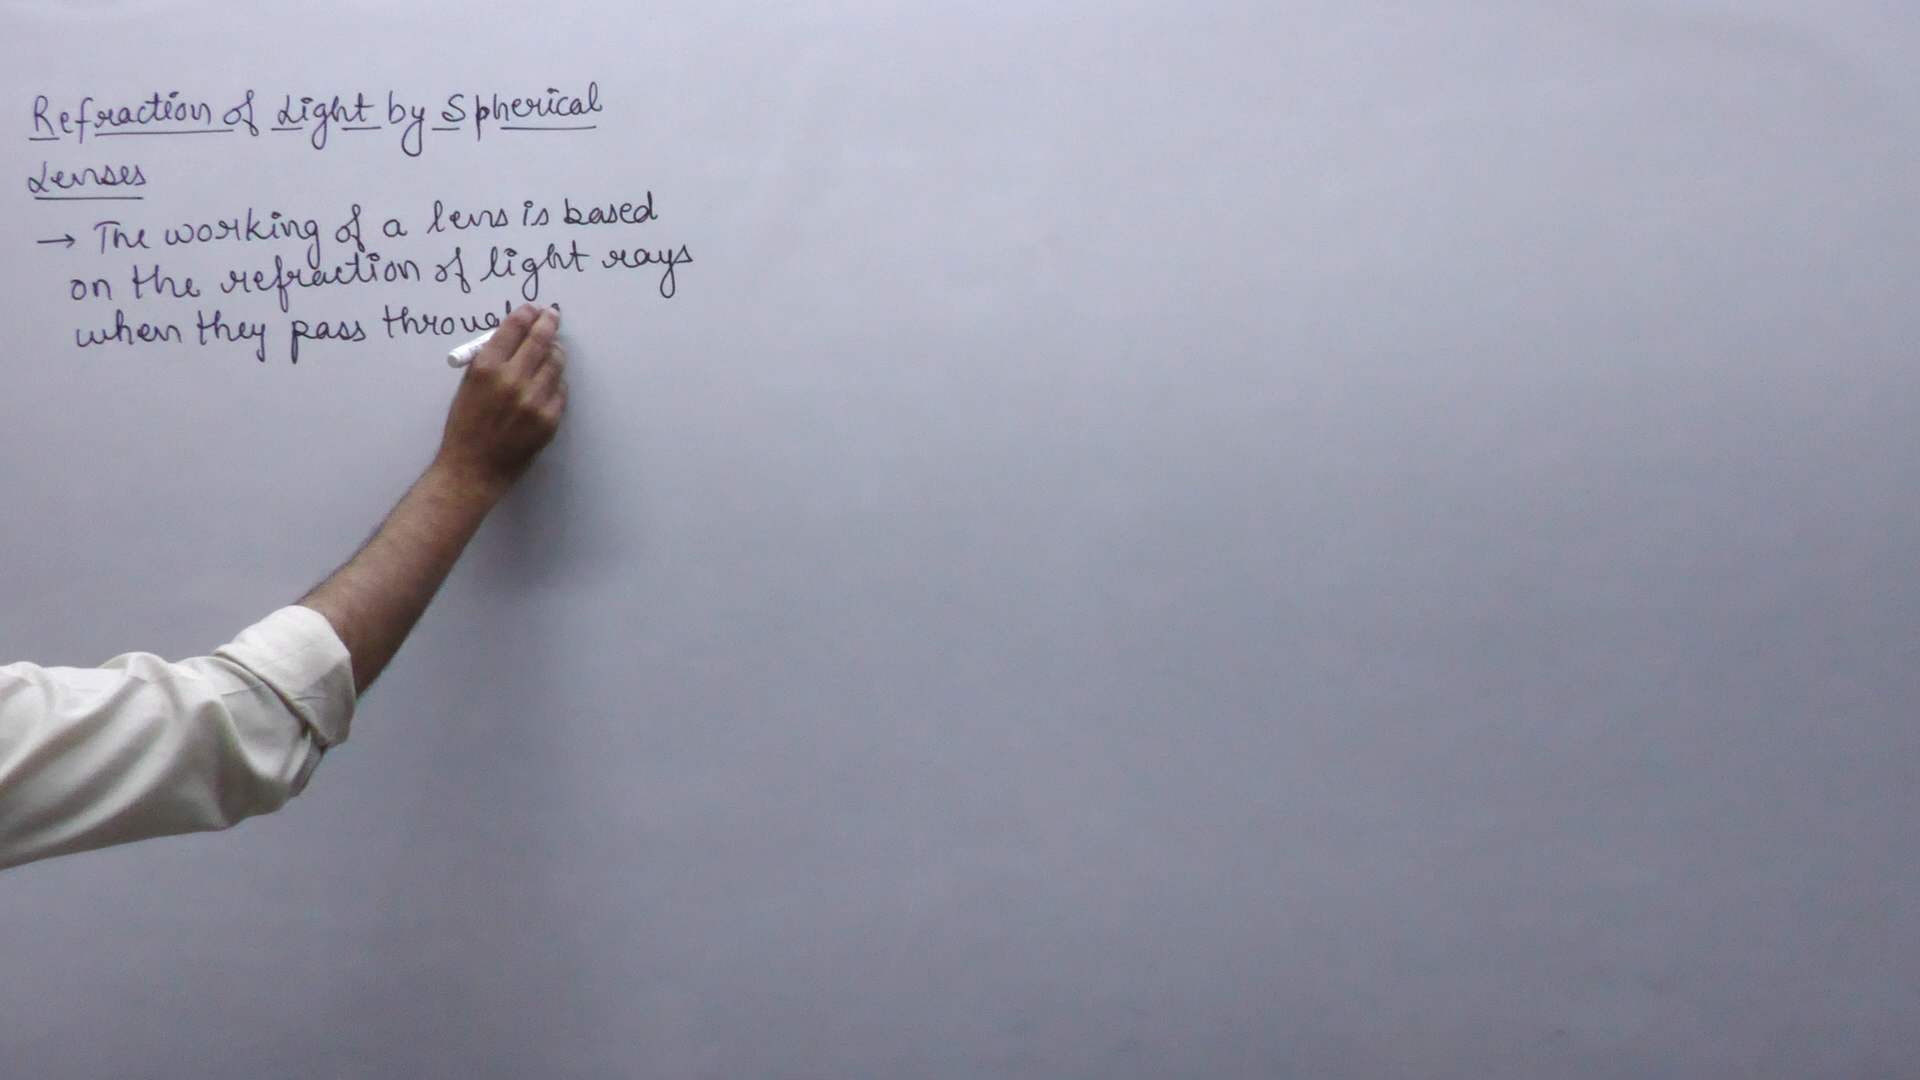 Refraction of Light by Spherical
Lenses
→ The working of a lens is based
on the refraction of light rays
when they pass through